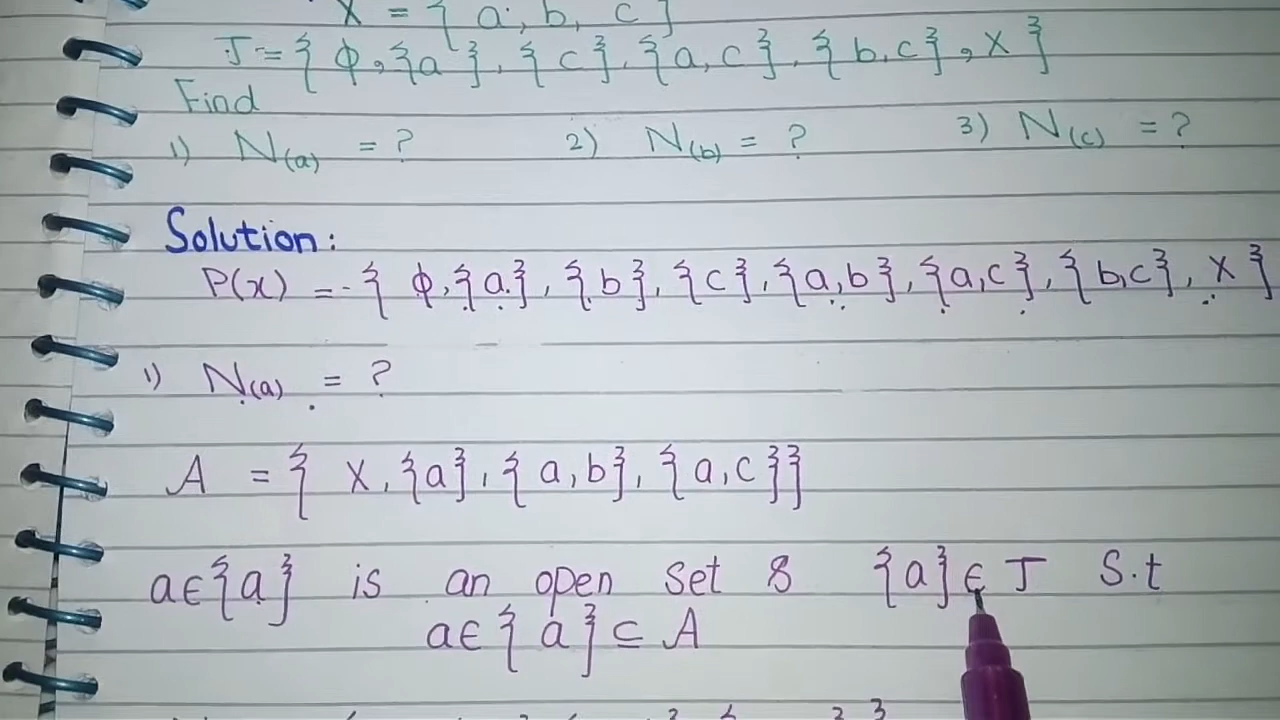 X = { a, b, c }
J = { ϕ, {a}, {c}, {a, c}, {b, c}, X }
Find
1) N(a) = ? 2) N(b) = ? 3) N(c) = ?
Solution:
P(x) = { ϕ, {a}, {b}, {c}, {a, b}, {a, c}, {b, c}, X }
1) N(a) = ?
A = { X, {a}, {a, b}, {a, c}}
a∈{a} is an open set & {a}∈ J S.t
a∈{a} ⊂ A